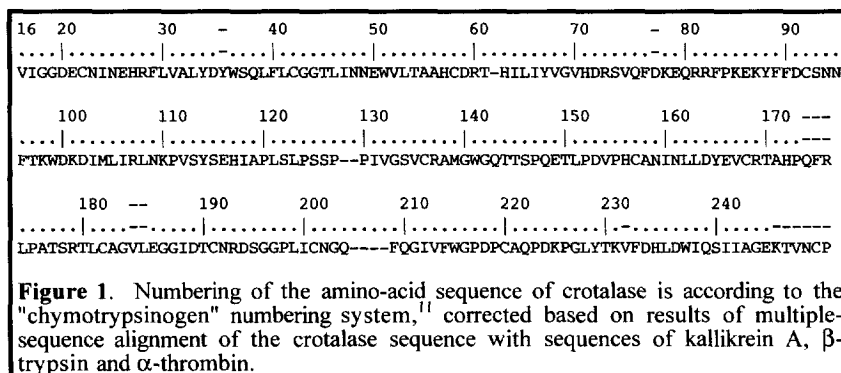 16 20 30 – 40 50 60 70 – 80 90
VIGGDECNINEHRFLVALYDYWSQLFLCGGTLINNEWVLTAAHCDRT-HILIYVGVHDRSVQFDKEQRRFPKEKYFFDCSNN
100 110 120 130 140 150 160 170 ---
FTKWDKDIMLIRLNKPVSYSEHIAPLSLPSSP--PIVGSVCRAMGWGQTTSPQETLPDVPHCANINLLDYEVCRTAHPQFR
180 -- 190 200 210 220 230 240 ------
LPATSRTLCAGVLEGGIDTCNRDSGGPLICNGQ----FQGIVFWGPDPCAQPDKPGLYTKVFDHLDWIQSIIAGEKTVNCP
Figure 1. Numbering of the amino-acid sequence of crotalase is according to the
"chymotrypsinogen" numbering system,11 corrected based on results of multiple-
sequence alignment of the crotalase sequence with sequences of kallikrein A, β-
trypsin and α-thrombin.